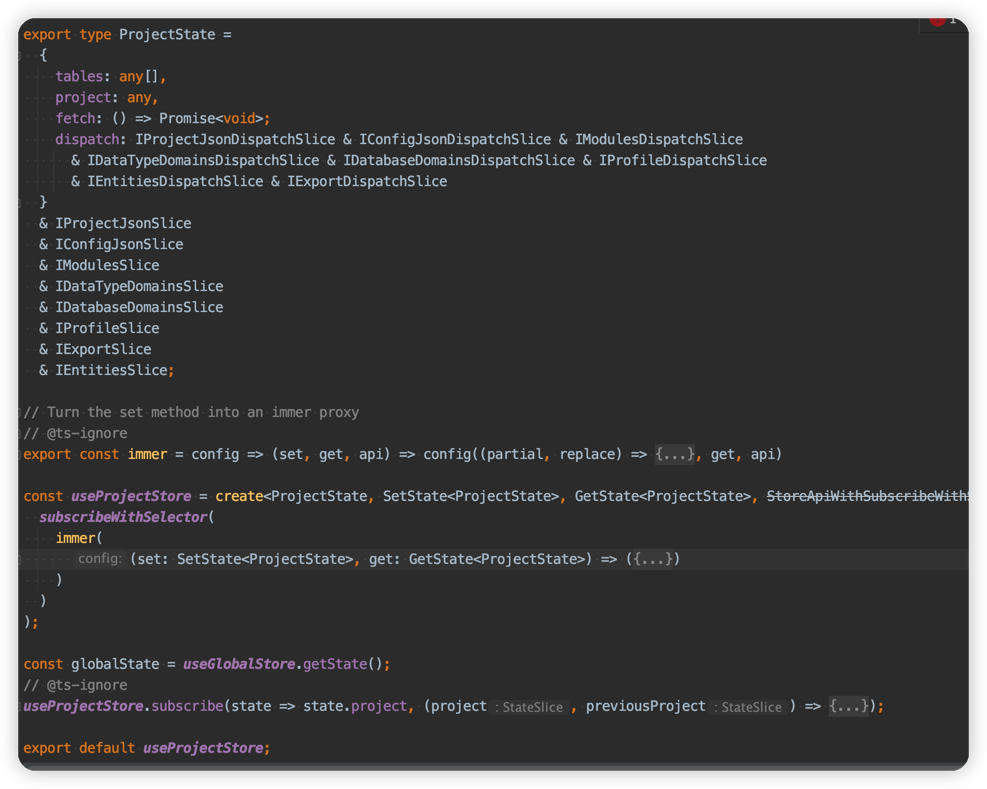 export type ProjectState =
{
tables: any[],
project: any,
fetch: () => Promise<void>;
dispatch: IProjectJsonDispatchSlice & IConfigJsonDispatchSlice & IModulesDispatchSlice
& IDataTypeDomainsDispatchSlice & IDatabaseDomainsDispatchSlice & IProfileDispatchSlice
& IEntitiesDispatchSlice & IExportDispatchSlice
}
& IProjectJsonSlice
& IConfigJsonSlice
& IModulesSlice
& IDataTypeDomainsSlice
& IDatabaseDomainsSlice
& IProfileSlice
& IExportSlice
& IEntitiesSlice;
// Turn the set method into an immer proxy
// @ts-ignore
export const immer = config => (set, get, api) => config((partial, replace) => {...}, get, api)
const useProjectStore = create<ProjectState, SetState<ProjectState>, GetState<ProjectState>, StoreApiWithSubscribeWith
subscribeWithSelector(
immer(
config: (set: SetState<ProjectState>, get: GetState<ProjectState>) => ({...})
)
)
);
const globalState = useGlobalStore.getState();
// @ts-ignore
useProjectStore.subscribe(state => state.project, (project : StateSlice , previousProject : StateSlice ) => {...});
export default useProjectStore;